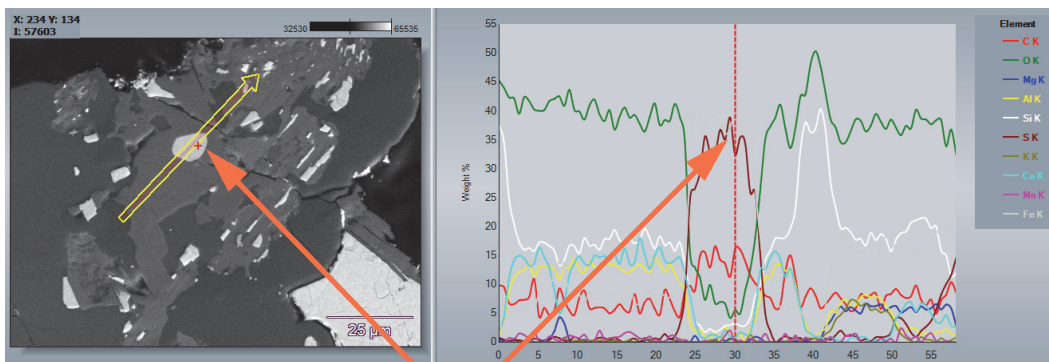 X: 234 Y: 134
I: 57603
32530
65535
25 µm
55
50
45
40
35
30
25
20
15
10
5
0
Weight %
0 5 10 15 20 25 30 35 40 45 50 55
Element
C K
O K
Mg K
Al K
Si K
S K
K K
Ca K
Mn K
Fe K